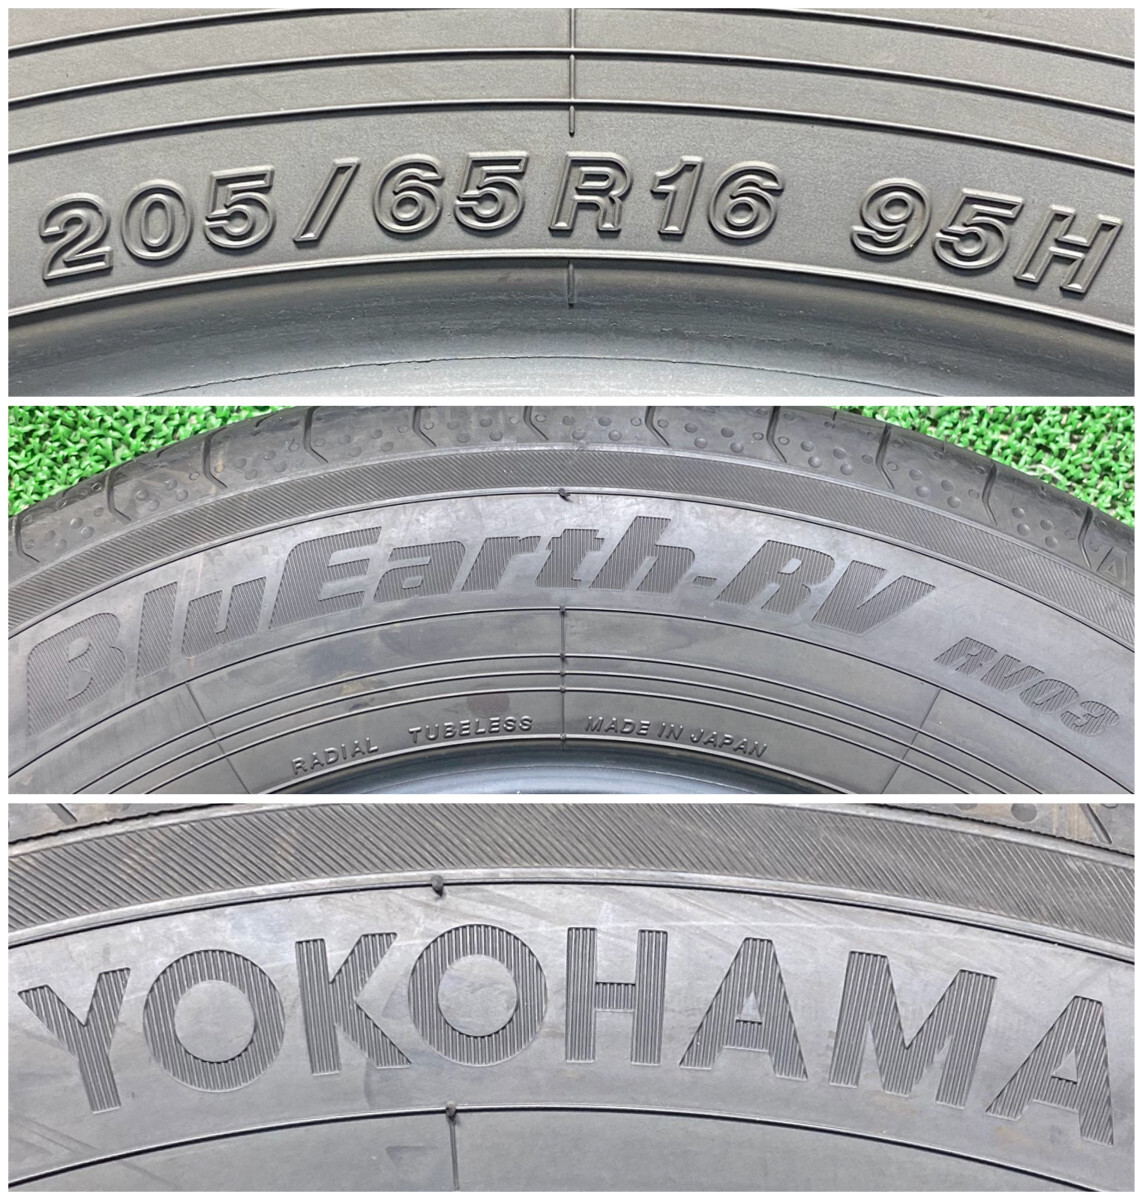 205/65R16 95H
BluEarth-RV RV03
RADIAL TUBELESS MADE IN JAPAN
YOKOHAMA